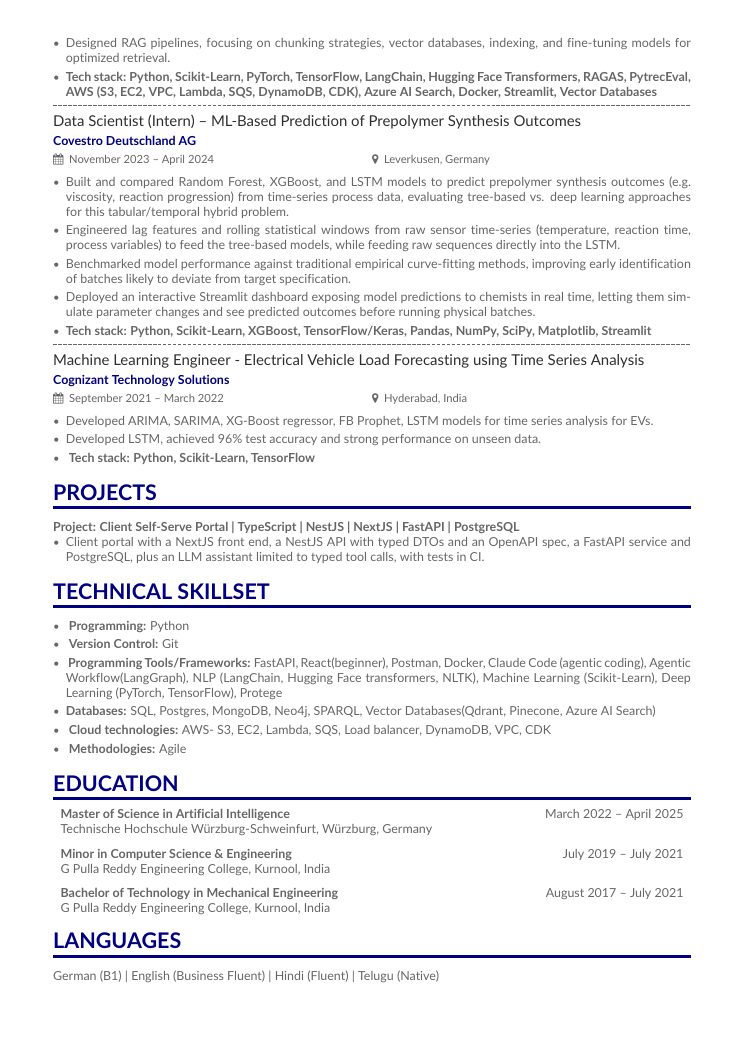 • Designed RAG pipelines, focusing on chunking strategies, vector databases, indexing, and fine-tuning models for
optimized retrieval.
• Tech stack: Python, Scikit-Learn, PyTorch, TensorFlow, LangChain, Hugging Face Transformers, RAGAS, PytrecEval,
AWS (S3, EC2, VPC, Lambda, SQS, DynamoDB, CDK), Azure AI Search, Docker, Streamlit, Vector Databases
Data Scientist (Intern) – ML-Based Prediction of Prepolymer Synthesis Outcomes
Covestro Deutschland AG
November 2023 – April 2024 Leverkusen, Germany
• Built and compared Random Forest, XGBoost, and LSTM models to predict prepolymer synthesis outcomes (e.g.
viscosity, reaction progression) from time-series process data, evaluating tree-based vs. deep learning approaches
for this tabular/temporal hybrid problem.
• Engineered lag features and rolling statistical windows from raw sensor time-series (temperature, reaction time,
process variables) to feed the tree-based models, while feeding raw sequences directly into the LSTM.
• Benchmarked model performance against traditional empirical curve-fitting methods, improving early identification
of batches likely to deviate from target specification.
• Deployed an interactive Streamlit dashboard exposing model predictions to chemists in real time, letting them sim-
ulate parameter changes and see predicted outcomes before running physical batches.
• Tech stack: Python, Scikit-Learn, XGBoost, TensorFlow/Keras, Pandas, NumPy, SciPy, Matplotlib, Streamlit
Machine Learning Engineer - Electrical Vehicle Load Forecasting using Time Series Analysis
Cognizant Technology Solutions
September 2021 – March 2022 Hyderabad, India
• Developed ARIMA, SARIMA, XG-Boost regressor, FB Prophet, LSTM models for time series analysis for EVs.
• Developed LSTM, achieved 96% test accuracy and strong performance on unseen data.
• Tech stack: Python, Scikit-Learn, TensorFlow
PROJECTS
Project: Client Self-Serve Portal | TypeScript | NestJS | NextJS | FastAPI | PostgreSQL
• Client portal with a NextJS front end, a NestJS API with typed DTOs and an OpenAPI spec, a FastAPI service and
PostgreSQL, plus an LLM assistant limited to typed tool calls, with tests in CI.
TECHNICAL SKILLSET
• Programming: Python
• Version Control: Git
• Programming Tools/Frameworks: FastAPI, React(beginner), Postman, Docker, Claude Code (agentic coding), Agentic
Workflow(LangGraph), NLP (LangChain, Hugging Face transformers, NLTK), Machine Learning (Scikit-Learn), Deep
Learning (PyTorch, TensorFlow), Protege
• Databases: SQL, Postgres, MongoDB, Neo4j, SPARQL, Vector Databases(Qdrant, Pinecone, Azure AI Search)
• Cloud technologies: AWS- S3, EC2, Lambda, SQS, Load balancer, DynamoDB, VPC, CDK
• Methodologies: Agile
EDUCATION
Master of Science in Artificial Intelligence March 2022 – April 2025
Technische Hochschule Würzburg-Schweinfurt, Würzburg, Germany
Minor in Computer Science & Engineering July 2019 – July 2021
G Pulla Reddy Engineering College, Kurnool, India
Bachelor of Technology in Mechanical Engineering August 2017 – July 2021
G Pulla Reddy Engineering College, Kurnool, India
LANGUAGES
German (B1) | English (Business Fluent) | Hindi (Fluent) | Telugu (Native)